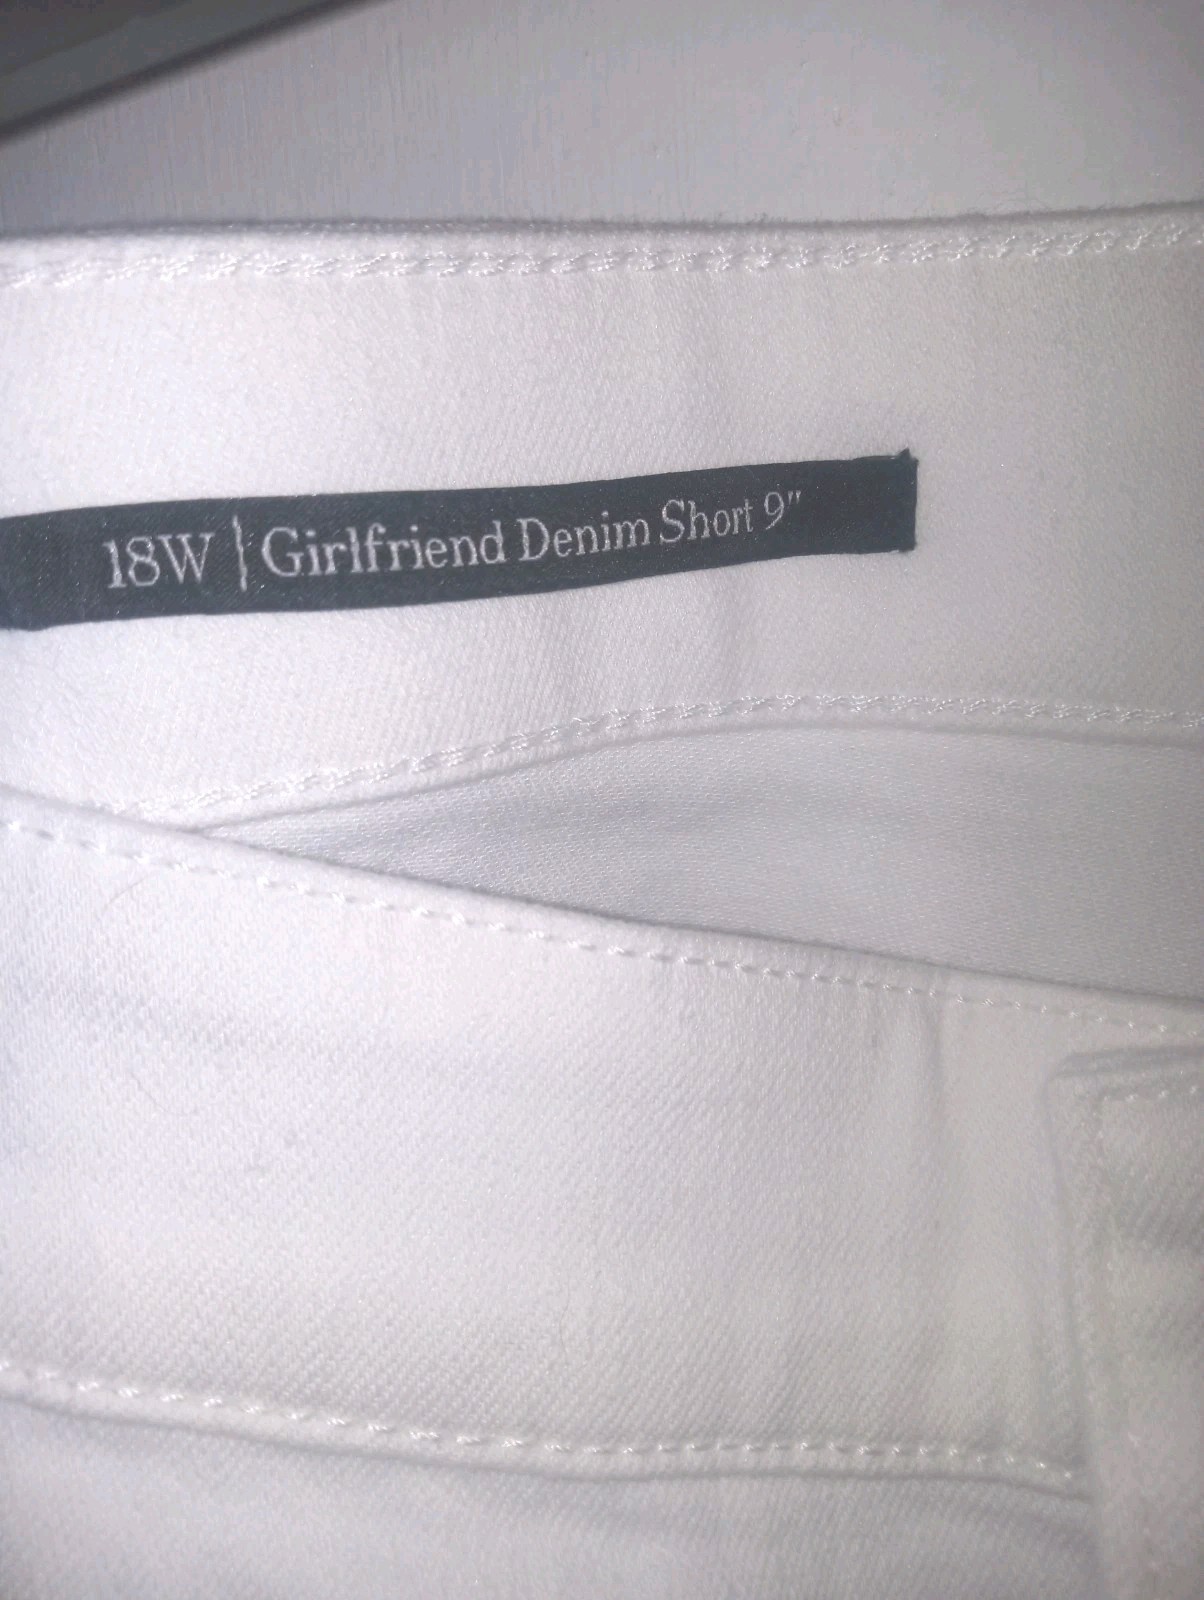 18W | Girlfriend Denim Short 9"